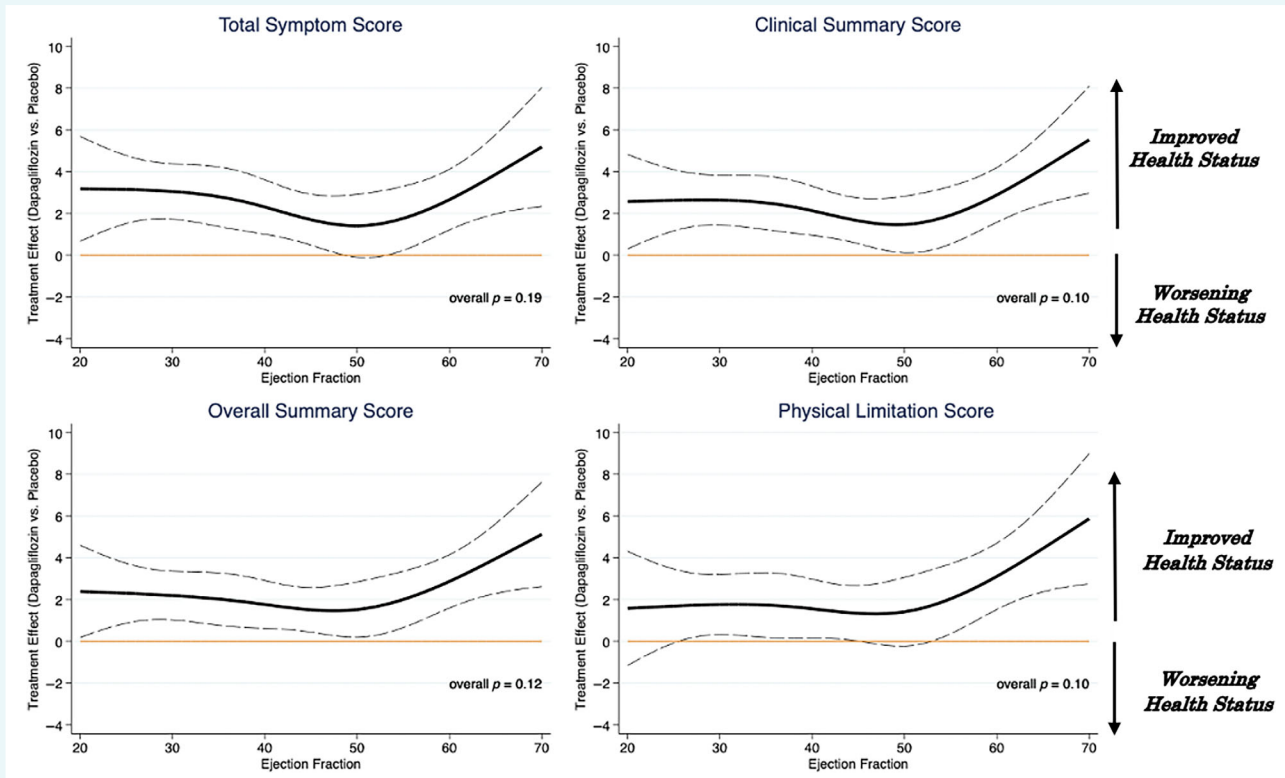 Total Symptom Score
Treatment Effect (Dapagliflozin vs. Placebo)
10
8
6
4
2
0
−2
−4
overall p = 0.19
20 30 40 50 60 70
Ejection Fraction
Clinical Summary Score
Treatment Effect (Dapagliflozin vs. Placebo)
10
8
6
4
2
0
−2
−4
overall p = 0.10
20 30 40 50 60 70
Ejection Fraction
Improved
Health Status
Worsening
Health Status
Overall Summary Score
Treatment Effect (Dapagliflozin vs. Placebo)
10
8
6
4
2
0
−2
−4
overall p = 0.12
20 30 40 50 60 70
Ejection Fraction
Physical Limitation Score
Treatment Effect (Dapagliflozin vs. Placebo)
10
8
6
4
2
0
−2
−4
overall p = 0.10
20 30 40 50 60 70
Ejection Fraction
Improved
Health Status
Worsening
Health Status